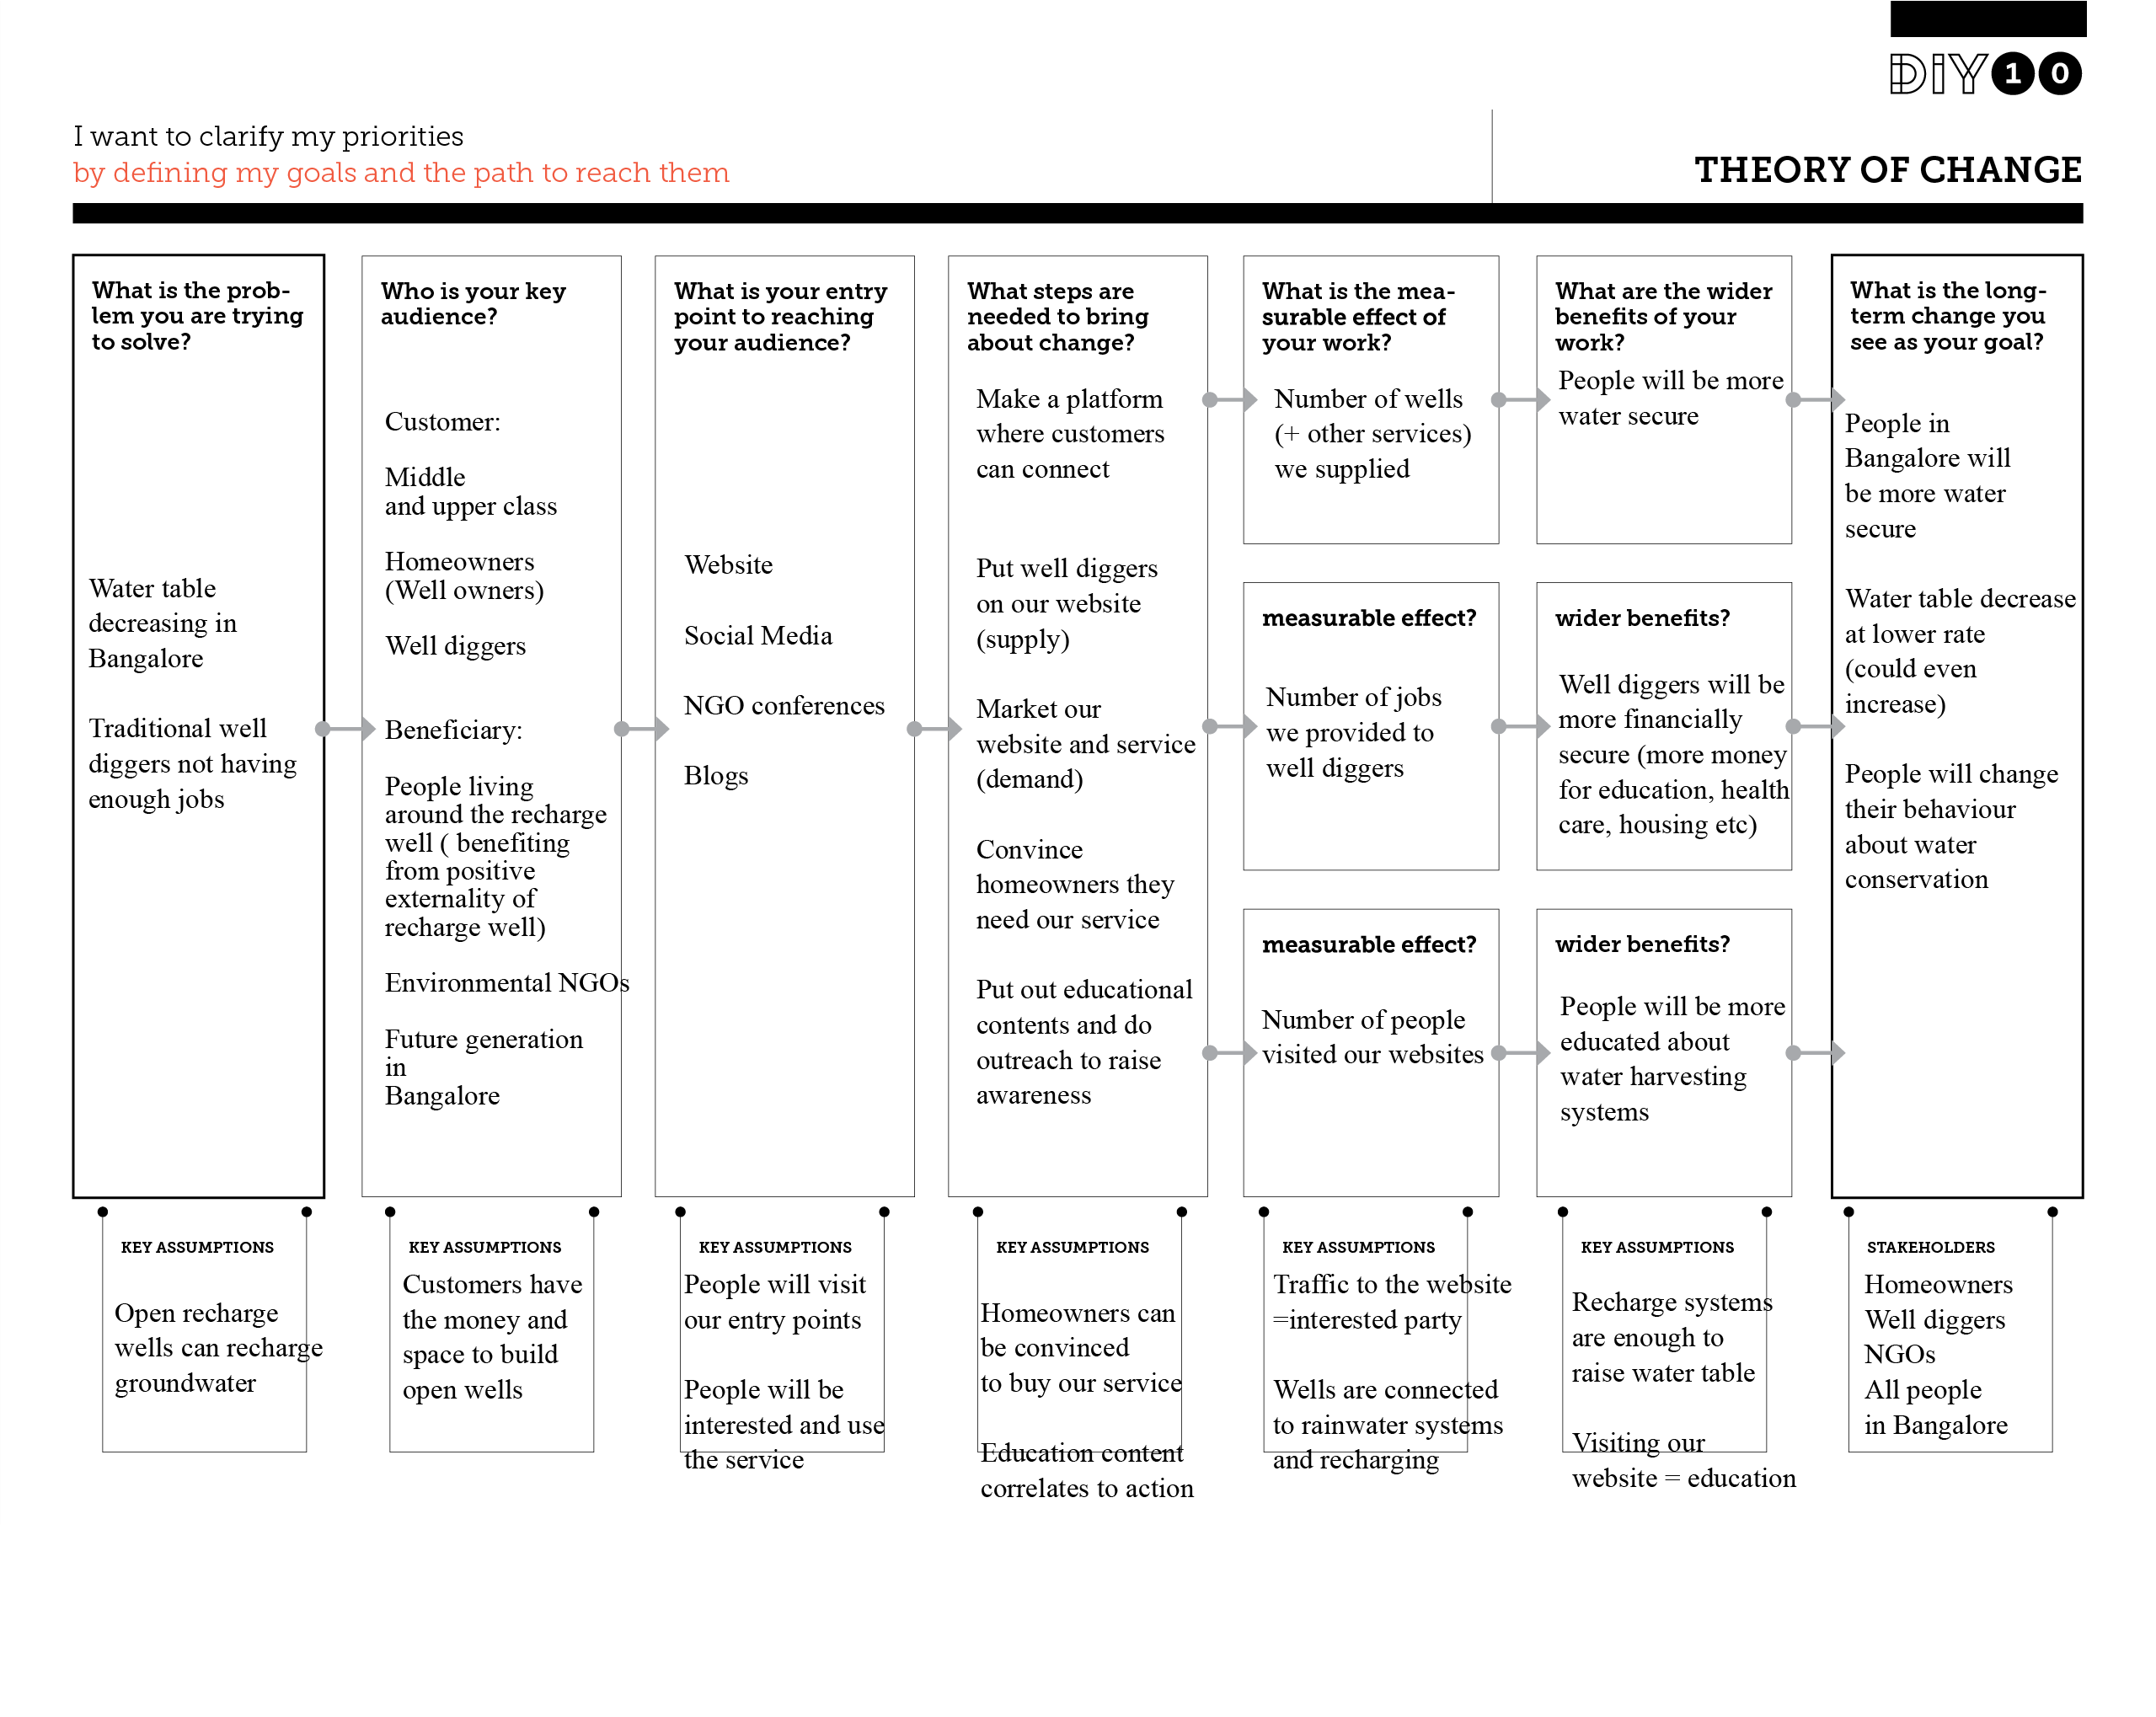 DIY10
I want to clarify my priorities
by defining my goals and the path to reach them
THEORY OF CHANGE
What is the prob-
lem you are trying
to solve?
Water table
decreasing in
Bangalore
Traditional well
diggers not having
enough jobs
Who is your key
audience?
Customer:
Middle
and upper class
Homeowners
(Well owners)
Well diggers
Beneficiary:
People living
around the recharge
well ( benefiting
from positive
externality of
recharge well)
Environmental NGOs
Future generation
in
Bangalore
What is your entry
point to reaching
your audience?
Website
Social Media
NGO conferences
Blogs
What steps are
needed to bring
about change?
Make a platform
where customers
can connect
Put well diggers
on our website
(supply)
Market our
website and service
(demand)
Convince
homeowners they
need our service
Put out educational
contents and do
outreach to raise
awareness
What is the mea-
surable effect of
your work?
Number of wells
(+ other services)
we supplied
measurable effect?
Number of jobs
we provided to
well diggers
measurable effect?
Number of people
visited our websites
What are the wider
benefits of your
work?
People will be more
water secure
wider benefits?
Well diggers will be
more financially
secure (more money
for education, health
care, housing etc)
wider benefits?
People will be more
educated about
water harvesting
systems
What is the long-
term change you
see as your goal?
People in
Bangalore will
be more water
secure
Water table decrease
at lower rate
(could even
increase)
People will change
their behaviour
about water
conservation
KEY ASSUMPTIONS
Open recharge
wells can recharge
groundwater
KEY ASSUMPTIONS
Customers have
the money and
space to build
open wells
KEY ASSUMPTIONS
People will visit
our entry points
People will be
interested and use
the service
KEY ASSUMPTIONS
Homeowners can
be convinced
to buy our service
Education content
correlates to action
KEY ASSUMPTIONS
Traffic to the website
=interested party
Wells are connected
to rainwater systems
and recharging
KEY ASSUMPTIONS
Recharge systems
are enough to
raise water table
Visiting our
website = education
STAKEHOLDERS
Homeowners
Well diggers
NGOs
All people
in Bangalore